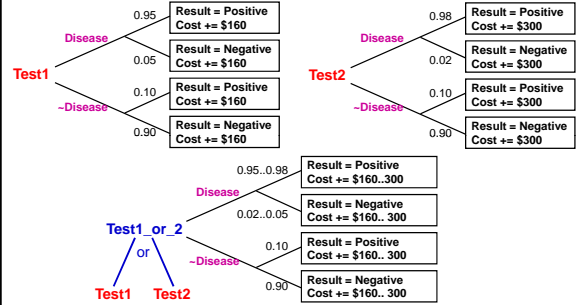 0.95
Result = Positive
Cost += $160
Disease
Result = Negative
Cost += $160
0.05
Test1
0.10
Result = Positive
Cost += $160
~Disease
Result = Negative
Cost += $160
0.90
0.98
Result = Positive
Cost += $300
Disease
Result = Negative
Cost += $300
0.02
Test2
0.10
Result = Positive
Cost += $300
~Disease
Result = Negative
Cost += $300
0.90
0.95..0.98
Result = Positive
Cost += $160..300
Disease
Result = Negative
Cost += $160.. 300
0.02..0.05
Test1_or_2
or
0.10
Result = Positive
Cost += $160.. 300
~Disease
Result = Negative
Cost += $160.. 300
0.90
Test1 Test2